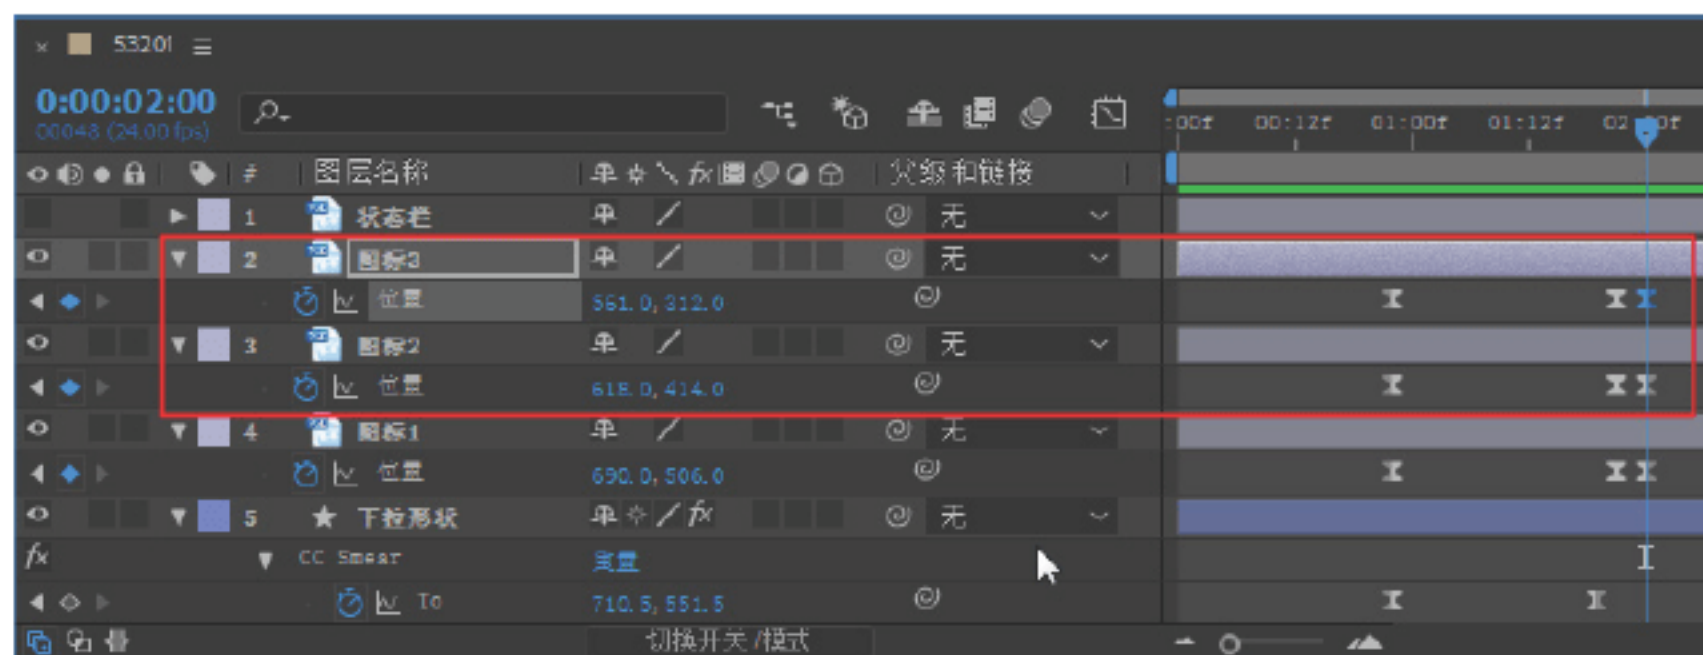 53201
0:00:02:00
00048 (24.00 fps)
:00f 00:12f 01:00f 01:12f 02:00f
# 图层名称 fx 父级和链接
1 状态栏 无
2 图标3 无
位置 561.0,312.0
3 图标2 无
位置 618.0,414.0
4 图标1 无
位置 690.0,506.0
5 下拉形状 fx 无
fx CC Smear 重置
To 710.5,551.5
切换开关/模式